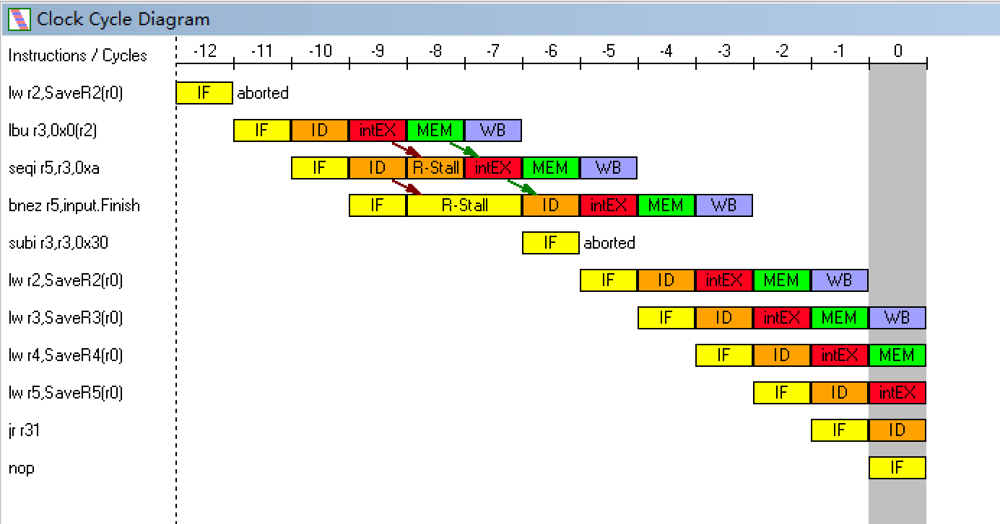 Clock Cycle Diagram
Instructions / Cycles -12 -11 -10 -9 -8 -7 -6 -5 -4 -3 -2 -1 0
lw r2,SaveR2(r0) IF aborted
lbu r3,0x0(r2) IF ID intEX MEM WB
seqi r5,r3,0xa IF ID R-Stall intEX MEM WB
bnez r5,input.Finish IF R-Stall ID intEX MEM WB
subi r3,r3,0x30 IF aborted
lw r2,SaveR2(r0) IF ID intEX MEM WB
lw r3,SaveR3(r0) IF ID intEX MEM WB
lw r4,SaveR4(r0) IF ID intEX MEM
lw r5,SaveR5(r0) IF ID intEX
jr r31 IF ID
nop IF